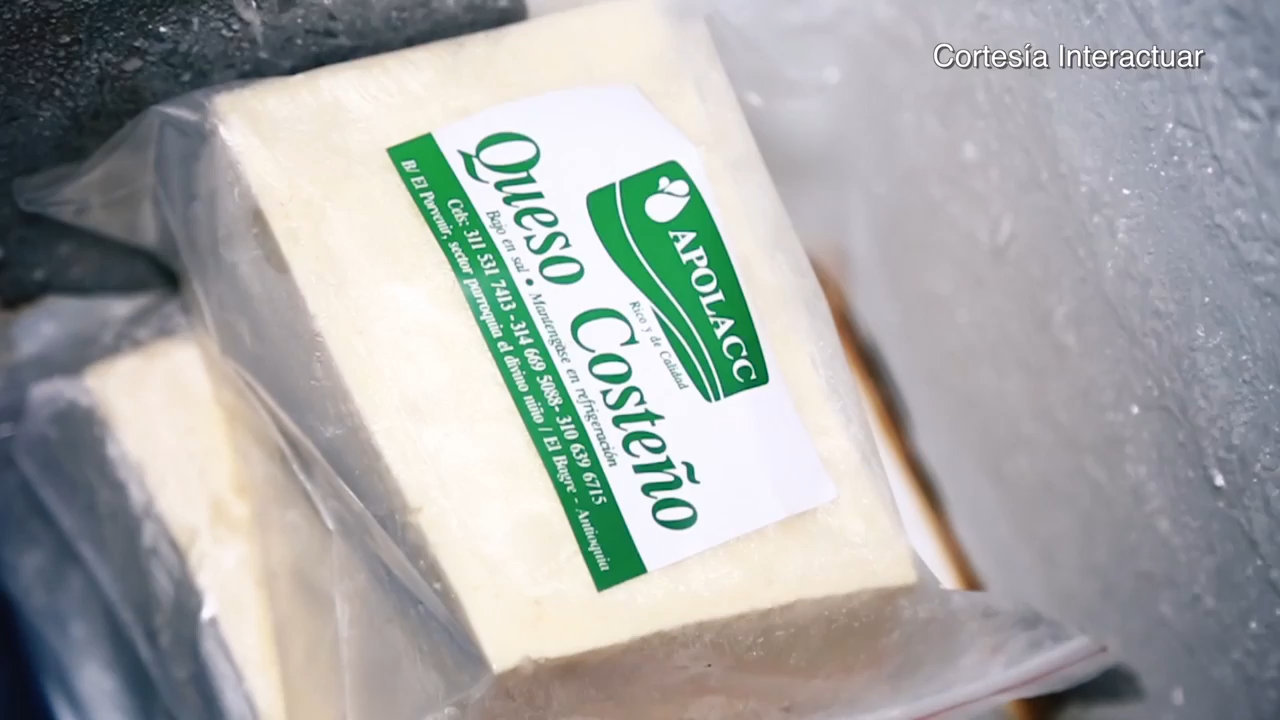 Cortesía Interactuar
APOLACC
Rico y de Calidad
Queso Costeño
Bajo en sal • Manténgase en refrigeración
Cels: 311 531 7413 -314 669 5088- 310 639 6715
B/ El Porvenir, sector parroquia el divino niño / El Bagre - Antioquia